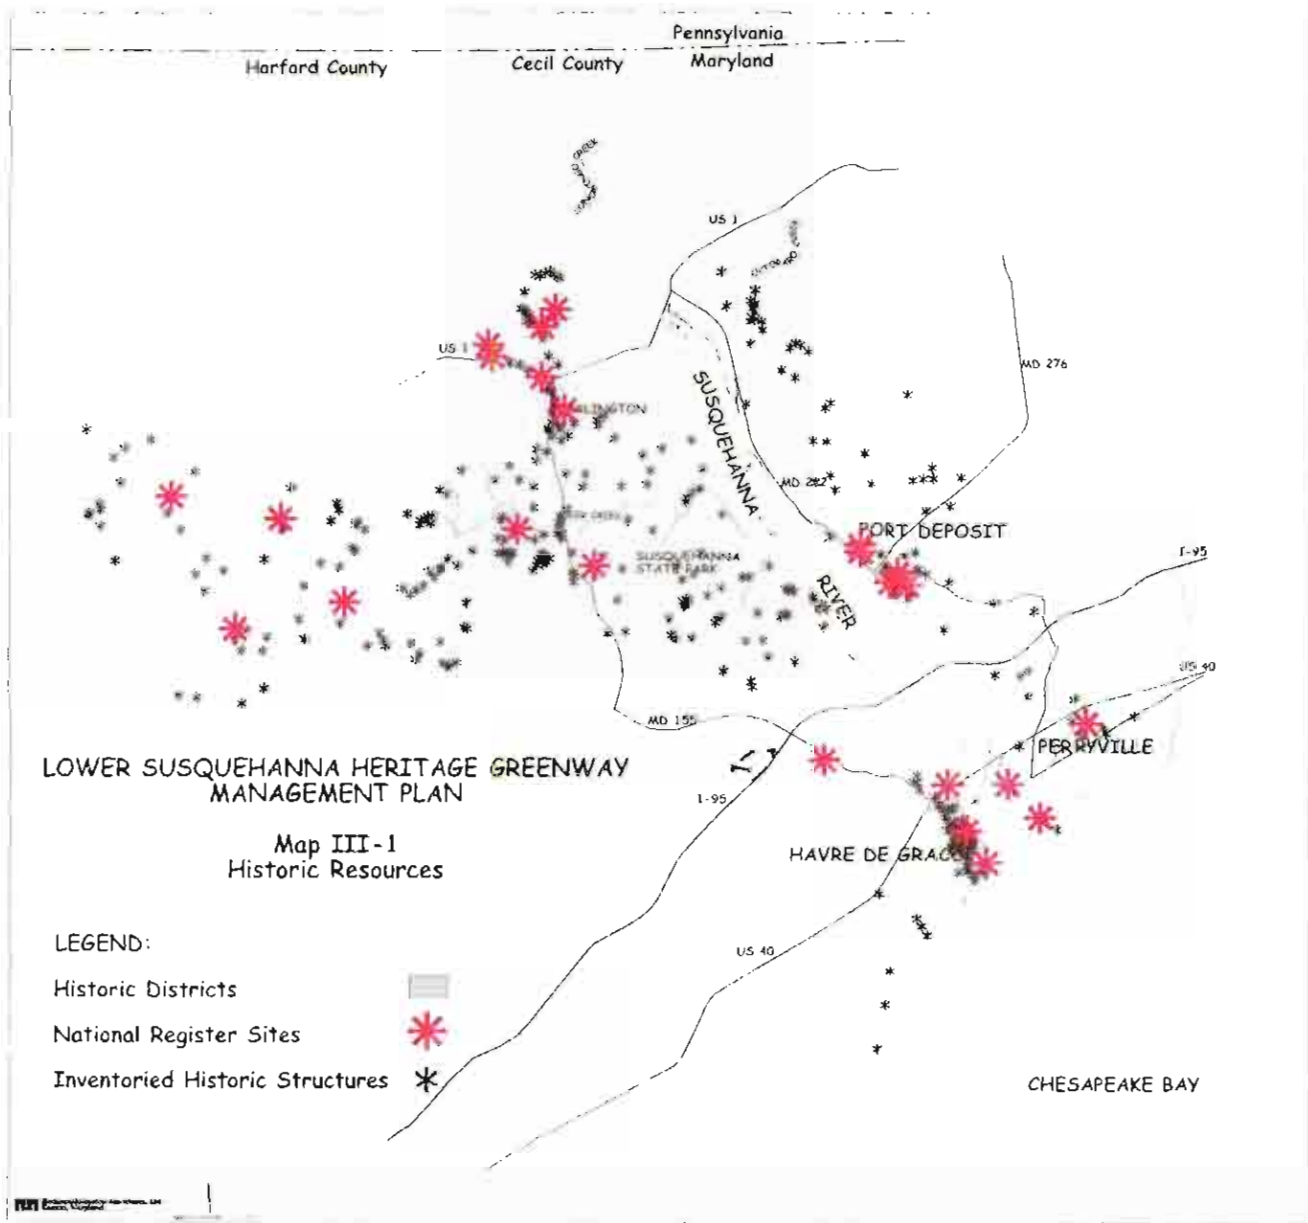 Pennsylvania
Harford County
Cecil County
Maryland
CREEK
US 1
CREEK
US 1
MD 276
SUSQUEHANNA
MD 222
PORT DEPOSIT
SUSQUEHANNA
STATE PARK
I-95
RIVER
US 40
MD 155
PERRYVILLE
LOWER SUSQUEHANNA HERITAGE GREENWAY
MANAGEMENT PLAN
I-95
Map III-1
Historic Resources
HAVRE DE GRACE
LEGEND:
US 40
Historic Districts
National Register Sites
Inventoried Historic Structures
CHESAPEAKE BAY